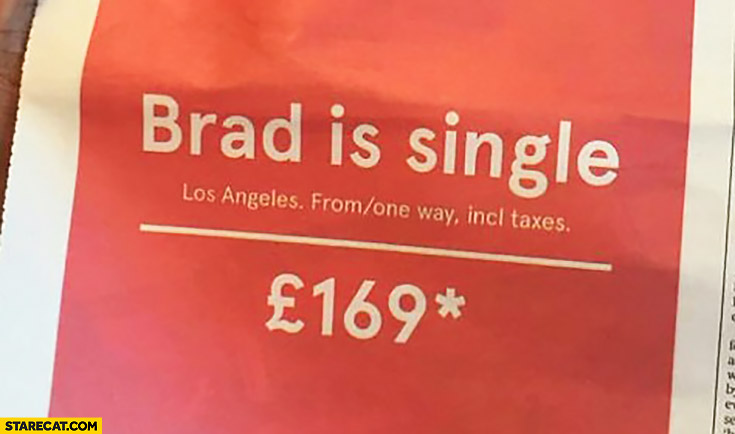 Brad is single
Los Angeles. From/one way, incl taxes.
£169*
STARECAT.COM